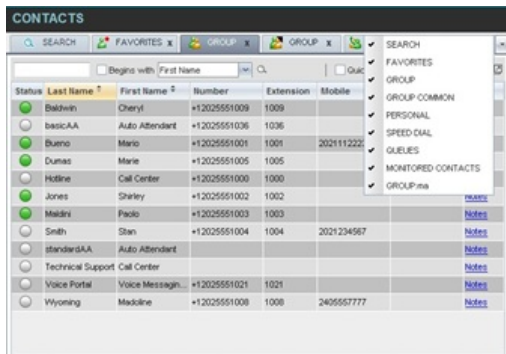 CONTACTS
SEARCH FAVORITES x GROUP x GROUP x
Begins with First Name Quic
Status Last Name First Name Number Extension Mobile
Baldwin Cheryl +12025551009 1009
basicAA Auto Attendant +12025551036 1036
Bueno Mario +12025551001 1001 2021112222
Dumas Marie +12025551005 1005
Hotline Call Center +12025551000 1000
Jones Shirley +12025551002 1002 Notes
Maldini Paolo +12025551003 1003 Notes
Smith Stan +12025551004 1004 2021234567 Notes
standardAA Auto Attendant Notes
Technical Support Call Center Notes
Voice Portal Voice Messagin... +12025551021 1021 Notes
Wyoming Madoline +12025551008 1008 2405557777 Notes
SEARCH
FAVORITES
GROUP
GROUP COMMON
PERSONAL
SPEED DIAL
QUEUES
MONITORED CONTACTS
GROUP:ma